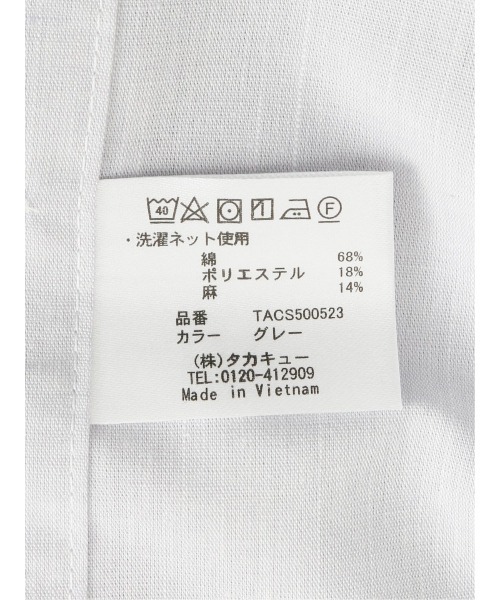 40 F
・洗濯ネット使用
綿 68%
ポリエステル 18%
麻 14%
品番 TACS500523
カラー グレー
(株)タカキュー
TEL:0120-412909
Made in Vietnam